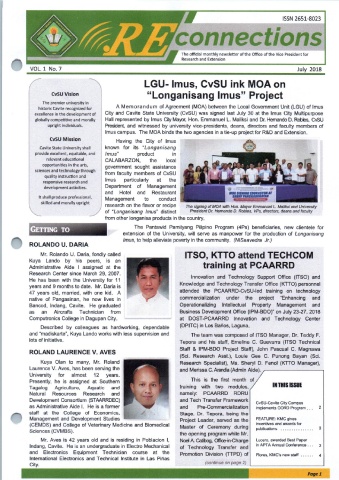 ISSN 2651-8023
REconnections
The official monthly newsletter of the Office of the Vice President for
Research and Extension
VOL. 1 No. 7
July 2018
CvSU Vision
The premier university in
historic Cavite recognized for
excellence in the development of
globally competitive and morally
upright individuals.
CvSU Mission
Cavite State University shall
provide excellent, equitable, and
relevant educational
opportunities in the arts,
science and technology through
quality instruction and
responsive research and
development activities.
It shall produce professional,
skilled and morally upright
LGU- Imus, CvSU ink MOA on
"Longanisang Imus" Project
A Memorandum of Agreement (MOA) between the Local Government Unit (LGU) of Imus
City and Cavite State University (CvSU) was signed last July 30 at the Imus City Multipurpose
Hall represented by Imus City Mayor, Hon. Emmanuel L. Maliksi and Dr. Hernando D. Robles, CvSU
President, and witnessed by university vice-presidents, deans, directors and faculty members of
Imus campus. The MOA binds the two agencies in a tie-up project for R&D and Extension.
Having the City of Imus
known for its "Longanisang
Imus" product in
CALABARZON, the local
government sought assistance
from faculty members of CvSU
Imus particularly at the
Department of Management
and Hotel and Restaurant
Management to conduct
research on the flavor or recipe
of "Longanisang Imus" distinct
from other longanisa products in the country.
The signing of MOA with Hon. Mayor Emmanuel L. Maliksi and University
President Dr. Hernando D. Robles, VPs, directors, deans and faculty
The Pantawid Pamilyang Pilipino Program (4Ps) beneficiaries, new clientele for
extension of the University, will serve as manpower for the production of Longanisang
Imus, to help alleviate poverty in the community. (NISaavedra Jr.)
GETTING TO
ROLANDO U. DARIA
Mr. Rolando U. Daria, fondly called
Kuya Lando by his peers, is an
Administrative Aide I assigned at the
Research Center since March 29, 2007.
He has been with the University for 11
years and 9 months to date. Mr. Daria is
47 years old, married, with one kid. A
native of Pangasinan, he now lives in
Bancod, Indang, Cavite. He graduated
as an Aircrafts Technician from
Computronics College in Dagupan City.
Described by colleagues as hardworking, dependable
and "madiskarte", Kuya Lando works with less supervision and
lots of initiative.
ROLAND LAURENCE V. AVES
Kuya Olan to many, Mr. Roland
Laurence V. Aves, has been serving the
University for almost 12 years.
Presently, he is assigned at Southern
Tagalog Agriculture, Aquatic and
Natural Resources Research and
Development Consortium (STAARRDEC)
as Administrative Aide I. He is a former
staff at the College of Economics,
Management and Development Studies
(CEMDS) and College of Veterinary Medicine and Biomedical
Sciences (CVMBS).
Mr. Aves is 42 years old and is residing in Poblacion I,
Indang, Cavite. He is an undergraduate in Electro Mechanical
and Electronics Equipment Technician course at the
International Electronics and Technical Institute in Las Pinas
City.
ITSO, KTTO attend TECHCOM
training at PCAARRD
Innovation and Technology Support Office (ITSO) and
Knowledge and Technology Transfer Office (KTTO) personnel
attended the PCAARRD-CvSU-led training on technology
commercialization under the project "Enhancing and
Operationalizing Intellectual Property Management and
Business Development Office (IPM-BDO)" on July 23-27, 2018
at DOST-PCAARRD Innovation and Technology Center
(DPITC) in Los Baños, Laguna.
The team was composed of ITSO Manager, Dr. Teddy F.
Tepora and his staff, Emeline C. Guevarra (ITSO Technical
Staff & IPM-BDO Project Staff), John Pascual C. Magnaea
(Sci. Research Asst.), Louie Gee C. Punung Bayan (Sci.
Research Specialist), Ms. Sheryl D. Fenol (KTTO Manager),
and Merlasa C. Aranda (Admin Aide).
This is the first month of
training with two modules,
namely: PCAARRD RORU
and Tech Transfer Framework
and Pre-Commercialization
Stage. Dr. Tepora, being the
Project Leader, served as the
Master of Ceremony during
the opening program while Mr.
Noel A. Catibog, Office-in-Charge
of Technology Transfer and
Promotion Division (TTPD) of
(continue on page 2)
IN THIS ISSUE
CvSU-Cavite City Campus
implements DORD Program..... 2
FEATURE: KMC gives
incentives and awards for
publications ..... 3
Lucero, awarded Best Paper
in APTA Annual Conference ..... 3
Flores, KMC's new staff ..... 4
Page 1